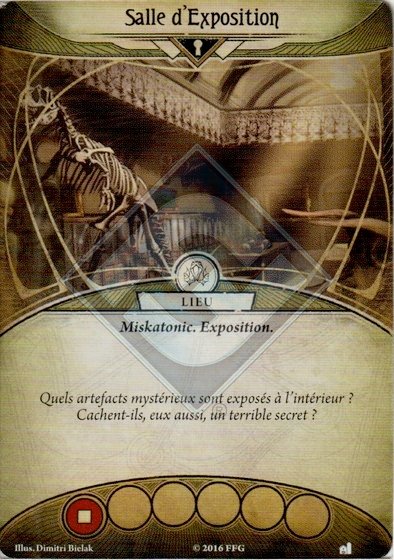 Salle d'Exposition
LIEU
Miskatonic. Exposition.
Quels artefacts mystérieux sont exposés à l'intérieur ?
Cachent-ils, eux aussi, un terrible secret ?
Illus. Dimitri Bielak
© 2016 FFG